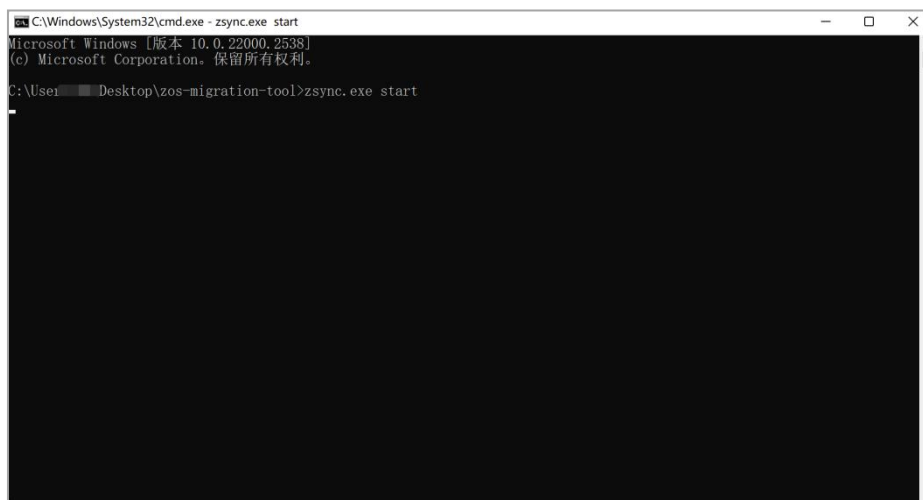 C:\Windows\System32\cmd.exe - zsync.exe start
Microsoft Windows [版本 10.0.22000.2538]
(c) Microsoft Corporation。保留所有权利。
C:\User Desktop\zos-migration-tool>zsync.exe start